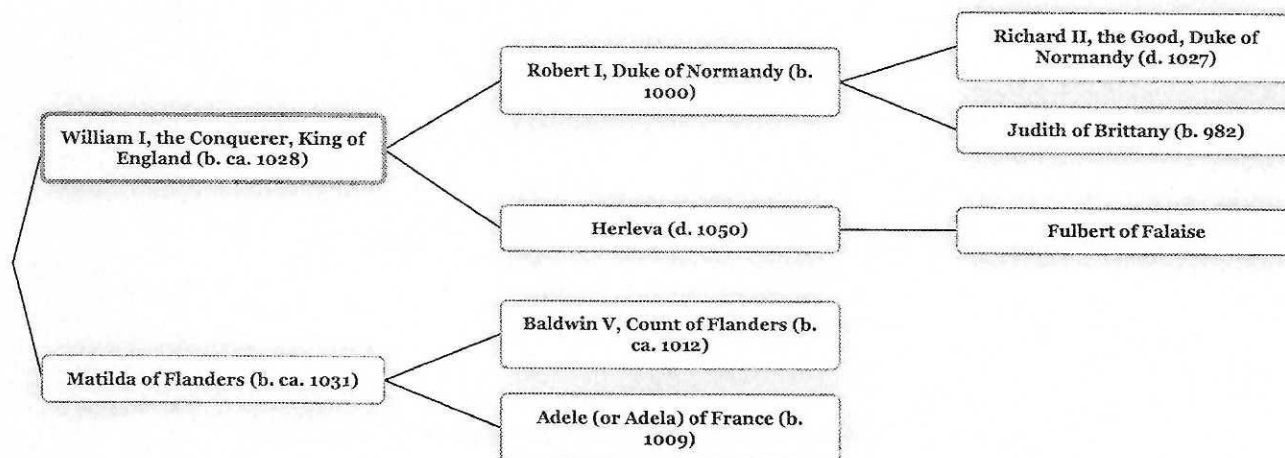 Richard II, the Good, Duke of
Normandy (d. 1027)
Robert I, Duke of Normandy (b.
1000)
Judith of Brittany (b. 982)
William I, the Conquerer, King of
England (b. ca. 1028)
Herleva (d. 1050)
Fulbert of Falaise
Baldwin V, Count of Flanders (b.
ca. 1012)
Matilda of Flanders (b. ca. 1031)
Adele (or Adela) of France (b.
1009)